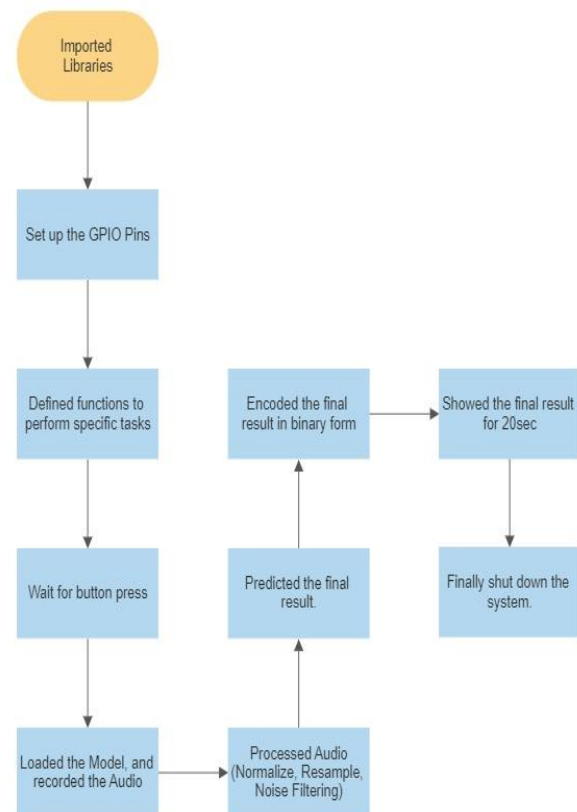 Imported
Libraries
Set up the GPIO Pins
Defined functions to
perform specific tasks
Wait for button press
Loaded the Model, and
recorded the Audio
Processed Audio
(Normalize, Resample,
Noise Filtering)
Predicted the final
result.
Encoded the final
result in binary form
Showed the final result
for 20sec
Finally shut down the
system.